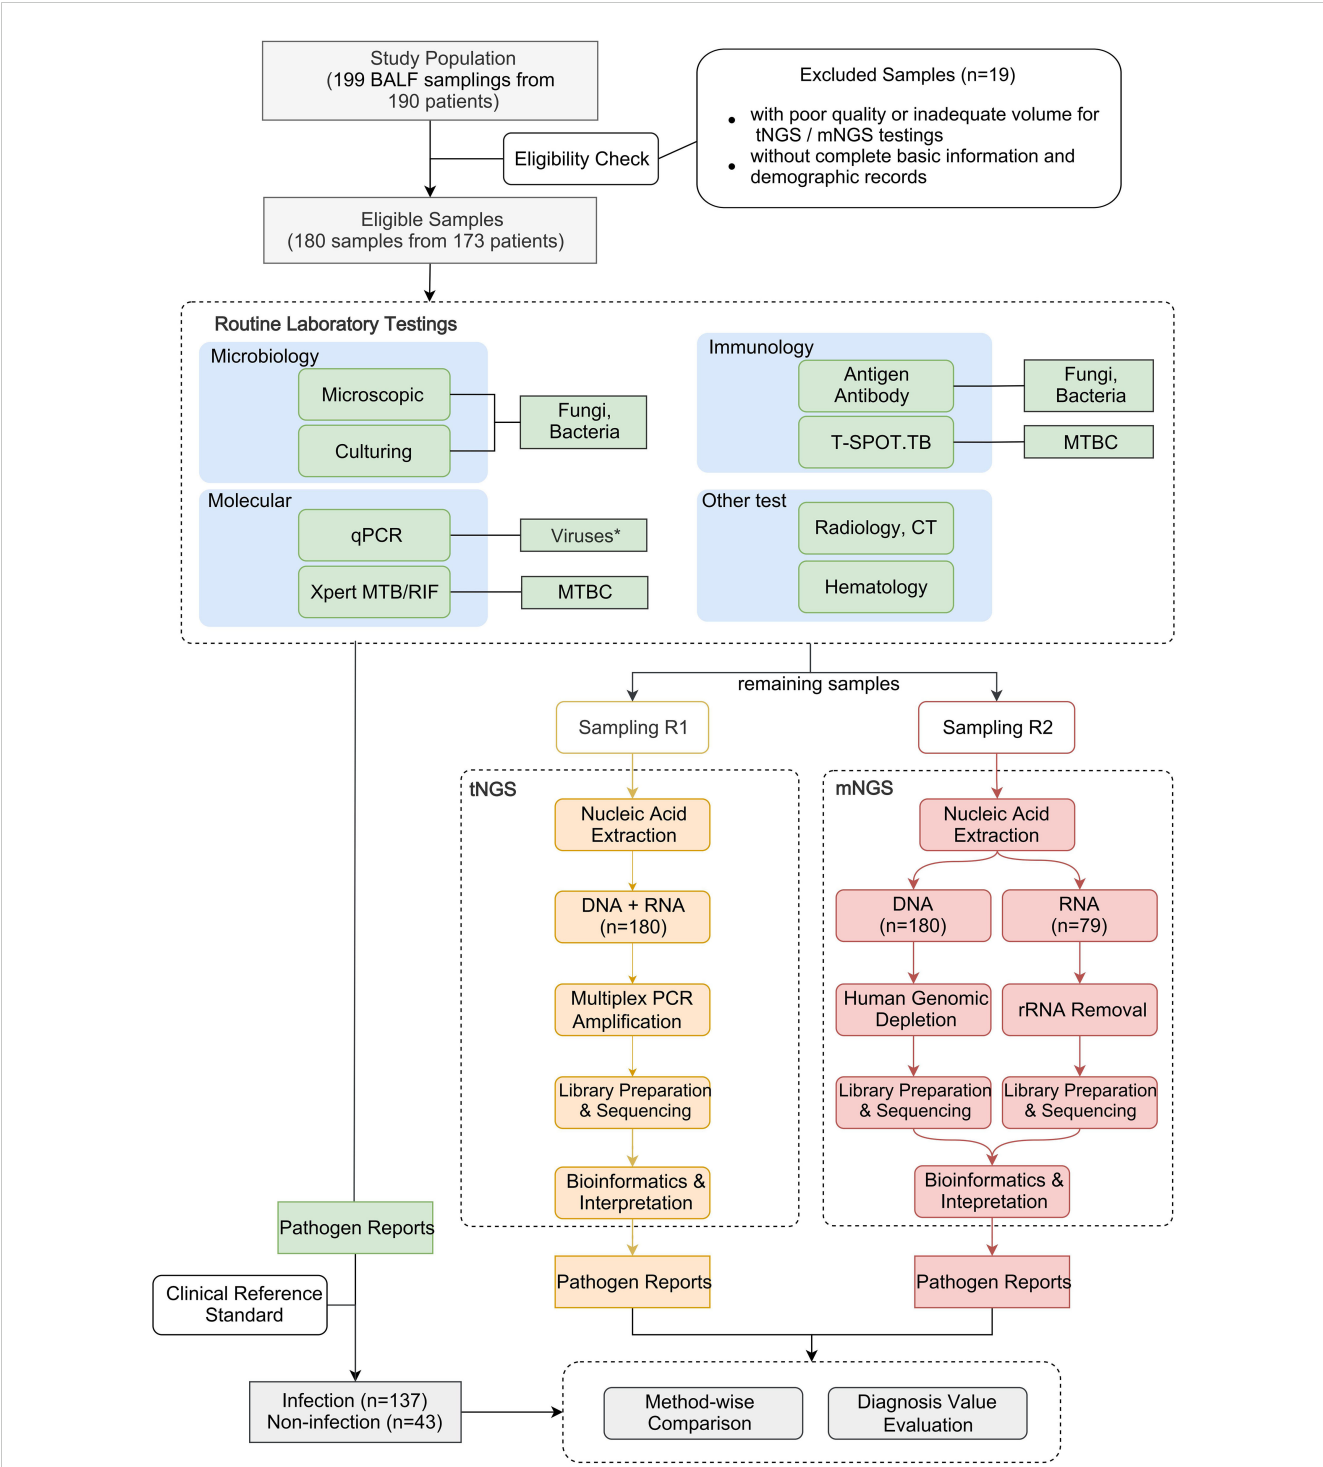 Study Population
(199 BALF samplings from
190 patients)
Excluded Samples (n=19)
• with poor quality or inadequate volume for
tNGS / mNGS testings
• without complete basic information and
demographic records
Eligibility Check
Eligible Samples
(180 samples from 173 patients)
Routine Laboratory Testings
Microbiology
Microscopic
Culturing
Fungi,
Bacteria
Molecular
qPCR
Viruses*
Xpert MTB/RIF
MTBC
Immunology
Antigen
Antibody
Fungi,
Bacteria
T-SPOT.TB
MTBC
Other test
Radiology, CT
Hematology
remaining samples
Sampling R1
Sampling R2
tNGS
Nucleic Acid
Extraction
DNA + RNA
(n=180)
Multiplex PCR
Amplification
Library Preparation
& Sequencing
Bioinformatics &
Interpretation
Pathogen Reports
mNGS
Nucleic Acid
Extraction
DNA
(n=180)
RNA
(n=79)
Human Genomic
Depletion
rRNA Removal
Library Preparation
& Sequencing
Library Preparation
& Sequencing
Bioinformatics &
Intepretation
Pathogen Reports
Pathogen Reports
Clinical Reference
Standard
Infection (n=137)
Non-infection (n=43)
Method-wise
Comparison
Diagnosis Value
Evaluation